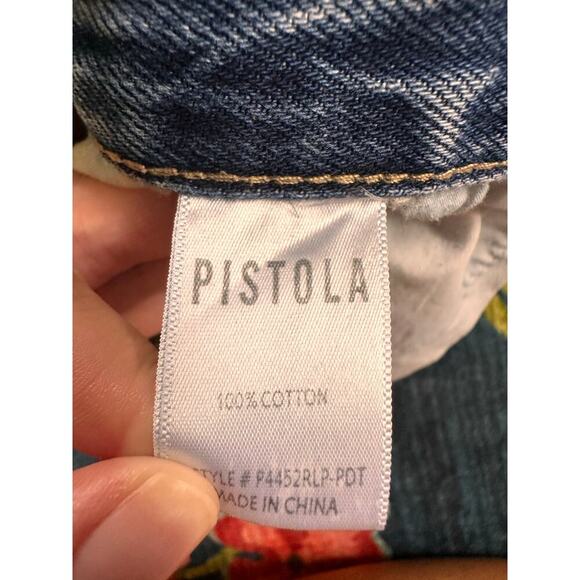 PISTOLA
100% COTTON
STYLE # P4452RLP-PDT
MADE IN CHINA